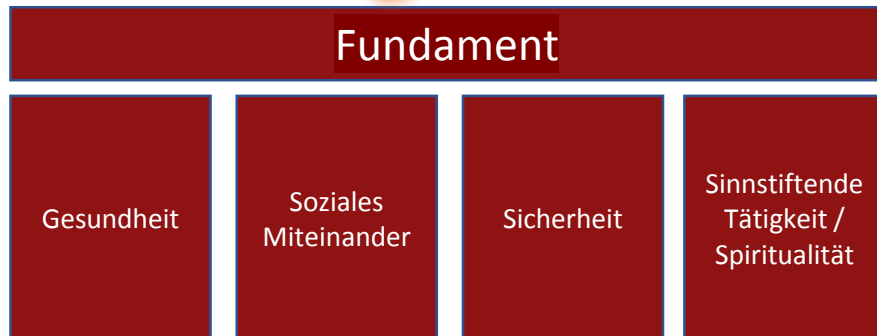 Fundament
Gesundheit
Soziales
Miteinander
Sicherheit
Sinnstiftende
Tätigkeit /
Spiritualität